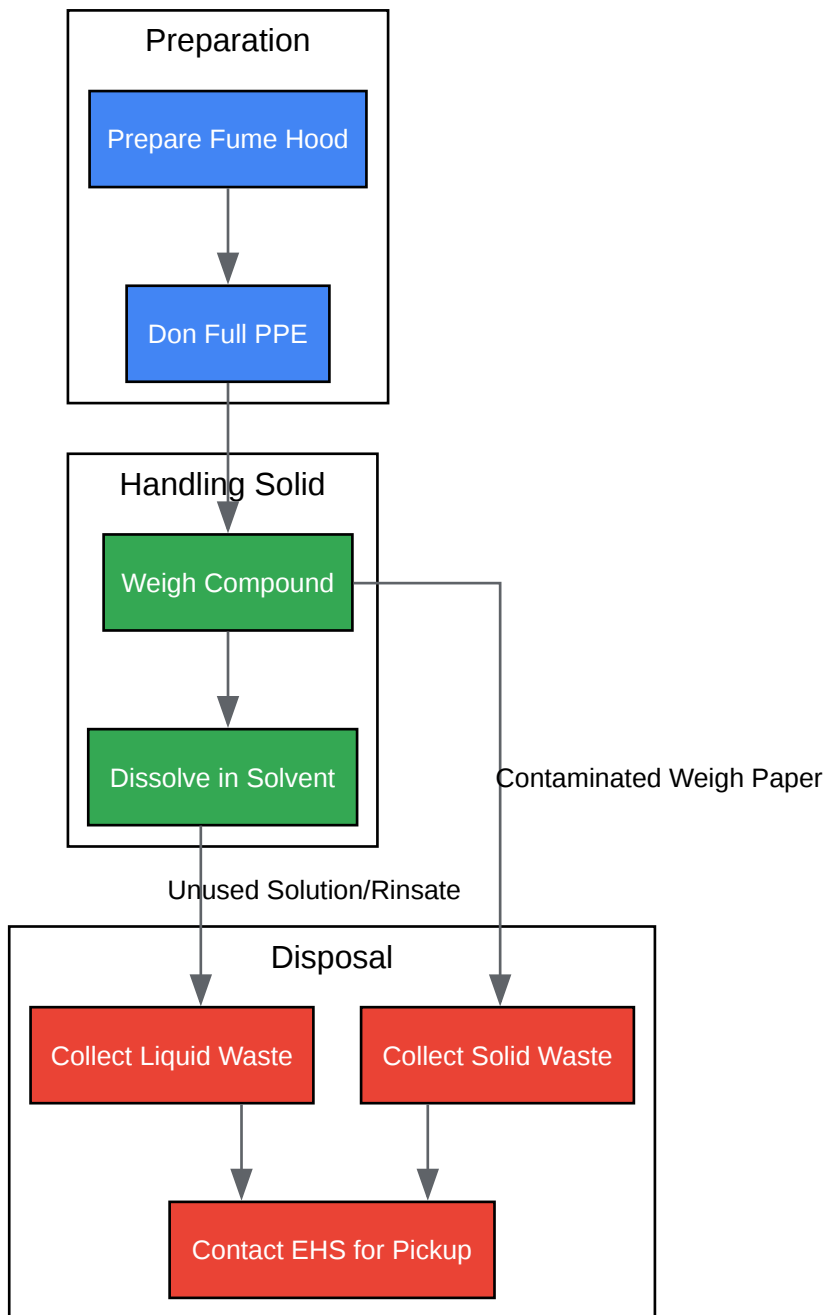 Preparation
Prepare Fume Hood
Don Full PPE
Handling Solid
Weigh Compound
Dissolve in Solvent
Contaminated Weigh Paper
Unused Solution/Rinsate
Disposal
Collect Liquid Waste
Collect Solid Waste
Contact EHS for Pickup